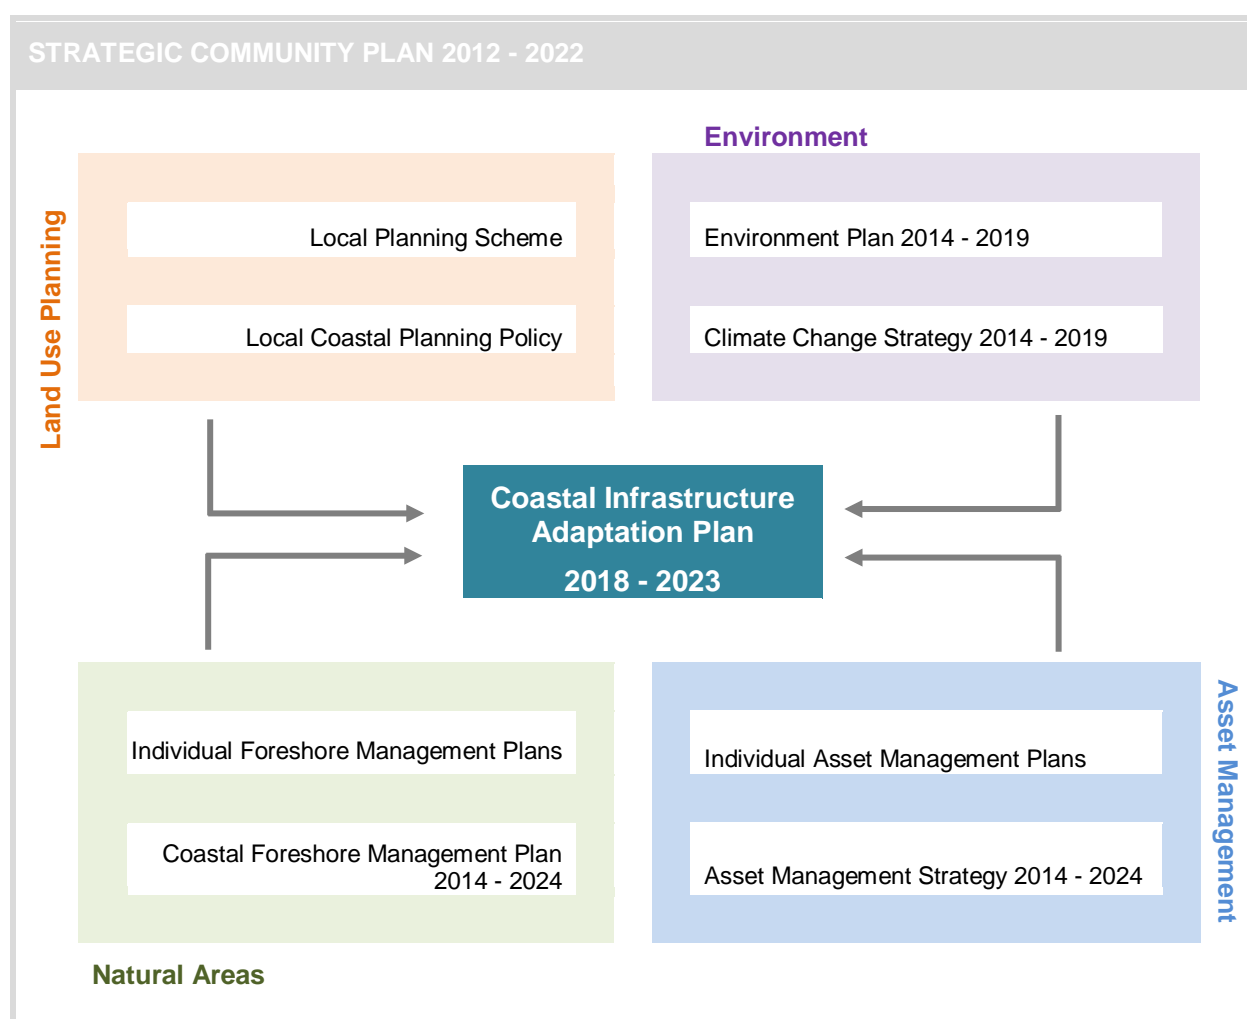 STRATEGIC COMMUNITY PLAN 2012 - 2022
Land Use Planning
Local Planning Scheme
Local Coastal Planning Policy
Environment
Environment Plan 2014 - 2019
Climate Change Strategy 2014 - 2019
Coastal Infrastructure
Adaptation Plan
2018 - 2023
Individual Foreshore Management Plans
Coastal Foreshore Management Plan
2014 - 2024
Natural Areas
Individual Asset Management Plans
Asset Management Strategy 2014 - 2024
Asset Management